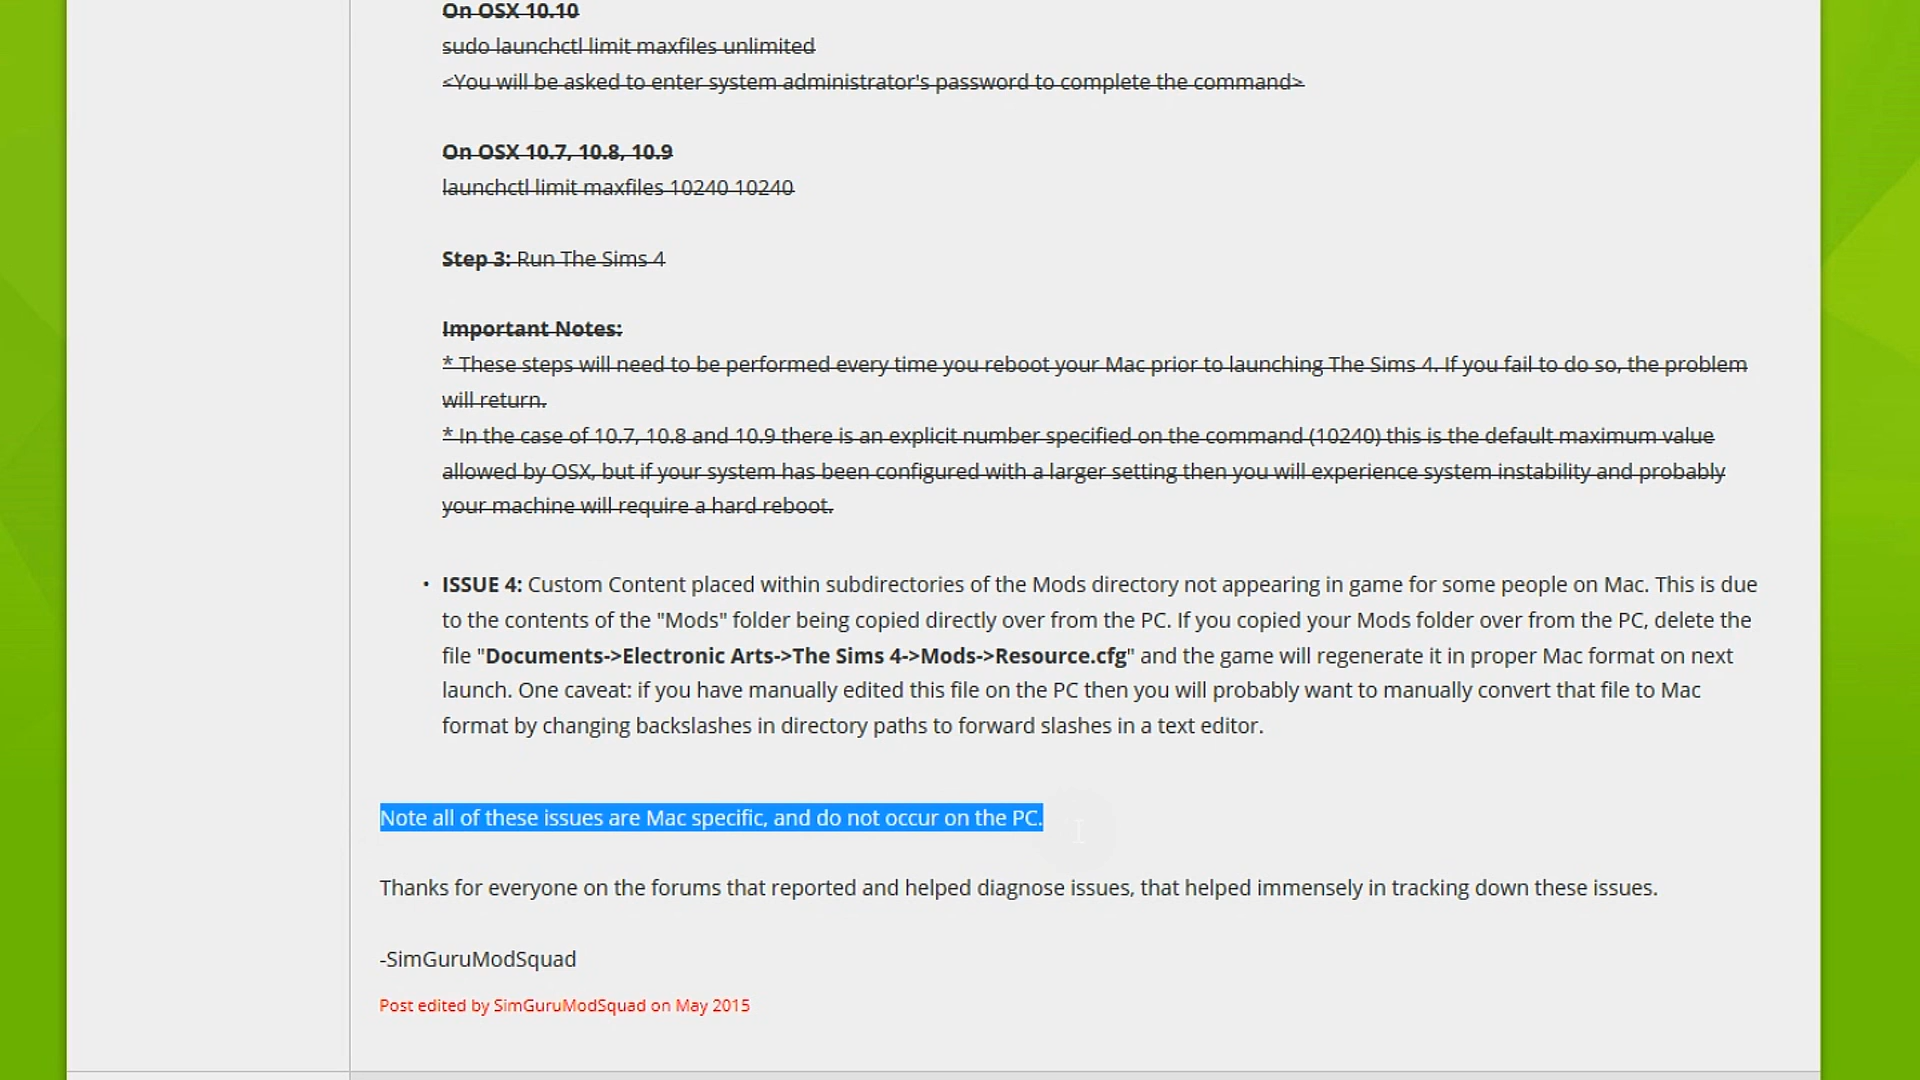 On OSX 10.10
sudo launchctl limit maxfiles unlimited
<You will be asked to enter system administrator's password to complete the command>
On OSX 10.7, 10.8, 10.9
launchctl limit maxfiles 10240 10240
Step 3: Run The Sims 4
Important Notes:
* These steps will need to be performed every time you reboot your Mac prior to launching The Sims 4. If you fail to do so, the problem
will return.
* In the case of 10.7, 10.8 and 10.9 there is an explicit number specified on the command (10240) this is the default maximum value
allowed by OSX, but if your system has been configured with a larger setting then you will experience system instability and probably
your machine will require a hard reboot.
• ISSUE 4: Custom Content placed within subdirectories of the Mods directory not appearing in game for some people on Mac. This is due
to the contents of the "Mods" folder being copied directly over from the PC. If you copied your Mods folder over from the PC, delete the
file "Documents->Electronic Arts->The Sims 4->Mods->Resource.cfg" and the game will regenerate it in proper Mac format on next
launch. One caveat: if you have manually edited this file on the PC then you will probably want to manually convert that file to Mac
format by changing backslashes in directory paths to forward slashes in a text editor.
Note all of these issues are Mac specific, and do not occur on the PC.
Thanks for everyone on the forums that reported and helped diagnose issues, that helped immensely in tracking down these issues.
-SimGuruModSquad
Post edited by SimGuruModSquad on May 2015